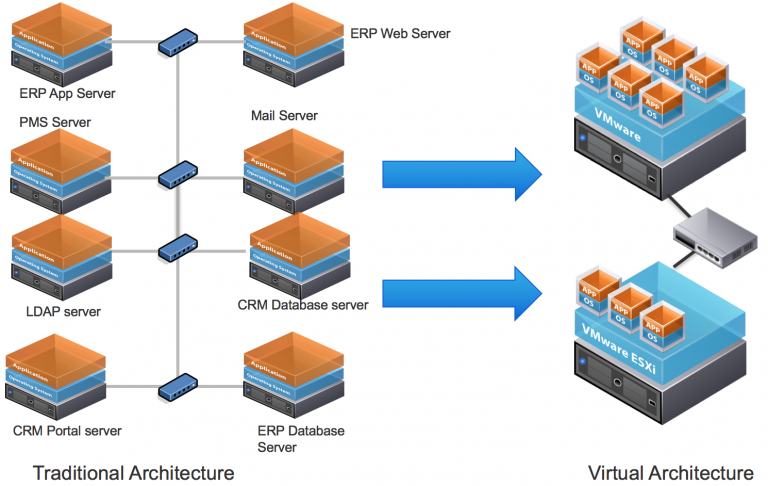 Application
Operating System
ERP App Server
Application
Operating System
ERP Web Server
PMS Server
Application
Operating System
Mail Server
Application
Operating System
Application
Operating System
LDAP server
Application
Operating System
CRM Database server
Application
Operating System
CRM Portal server
Application
Operating System
ERP Database
Server
Traditional Architecture
APP
OS
APP
OS
APP
OS
APP
OS
APP
OS
APP
OS
VMware
APP
OS
APP
OS
APP
OS
VMware ESXi
Virtual Architecture